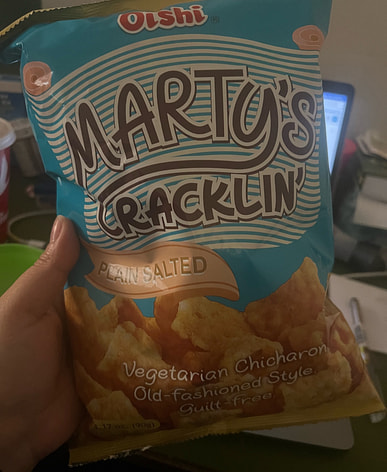 Oishi®
MARTY'S
CRACKLIN'
PLAIN SALTED
Vegetarian Chicharon
Old-fashioned Style
Guilt-free